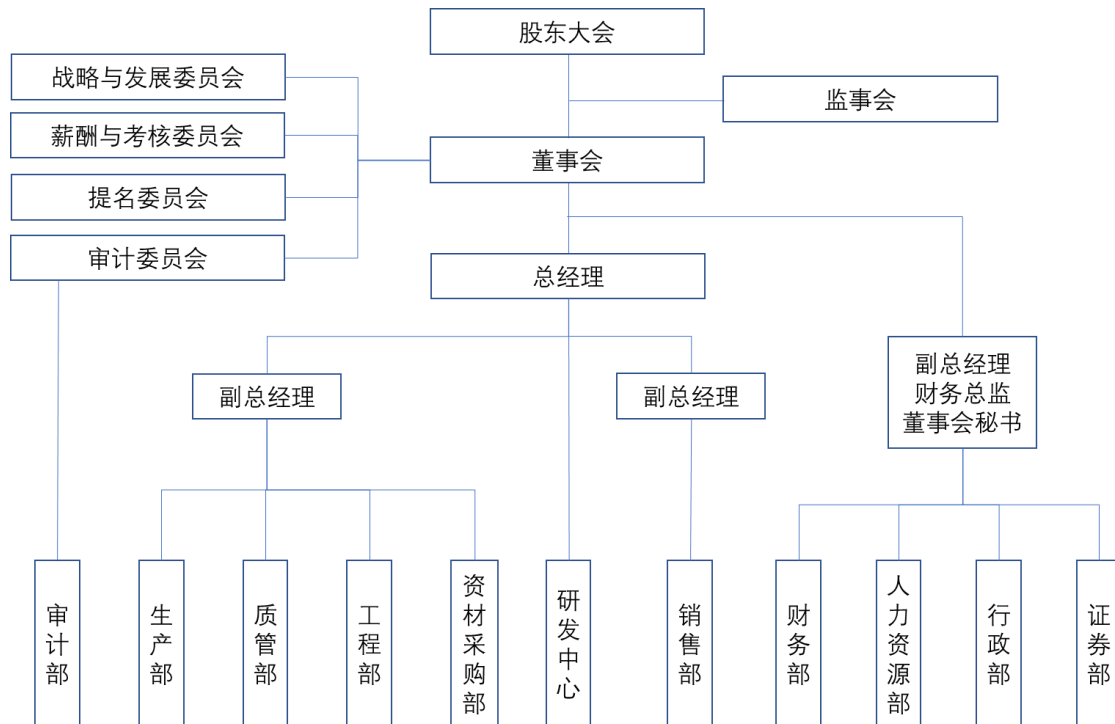 股东大会
战略与发展委员会
监事会
薪酬与考核委员会
董事会
提名委员会
审计委员会
总经理
副总经理
副总经理
副总经理
财务总监
董事会秘书
审计部
生产部
质管部
工程部
资材采购部
研发中心
销售部
财务部
人力资源部
行政部
证券部